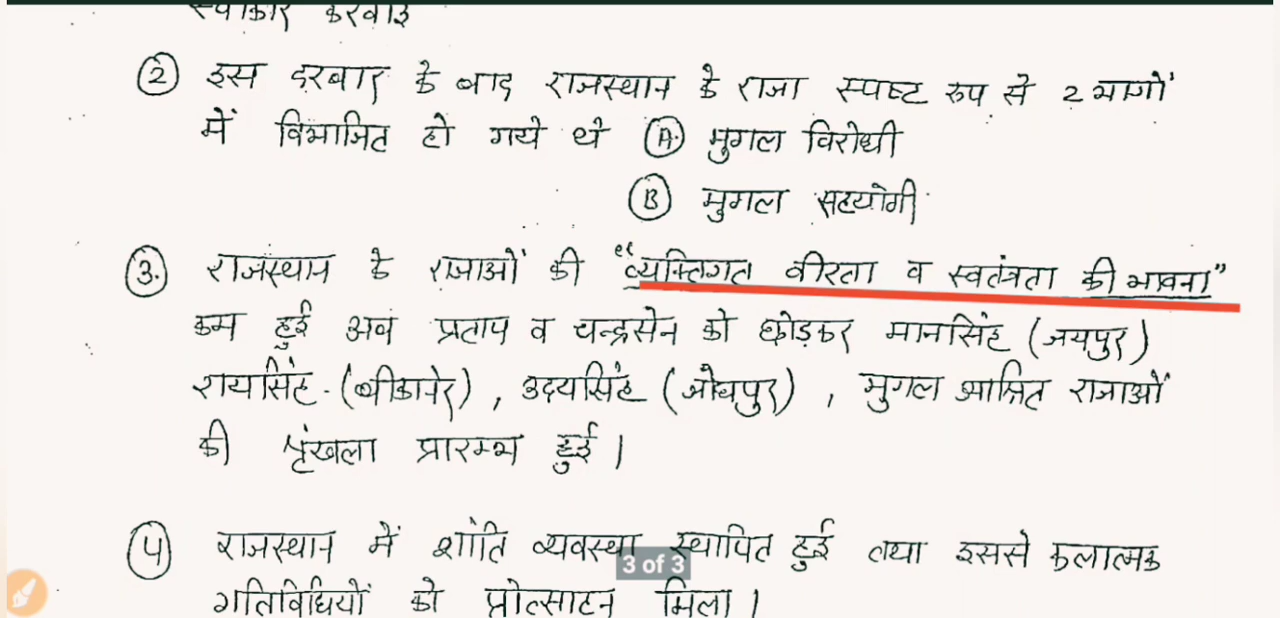 स्वीकार करवाई
② इस दरबार के बाद राजस्थान के राजा स्पष्ट रूप से 2 भागों
में विभाजित हो गये थे Ⓐ मुगल विरोधी
Ⓑ मुगल सहयोगी
③. राजस्थान के राजाओं की "व्यक्तिगत वीरता व स्वतंत्रता की भावना"
कम हुई अवं प्रताप व चन्द्रसेन को छोड़कर मानसिंह (जयपुर)
रायसिंह - (बीकानेर), उदयसिंह (जोधपुर), मुगल आश्रित राजाओं
की श्रृंखला प्रारम्भ हुई।
④ राजस्थान में शांति व्यवस्था स्थापित हुई तथा इससे कलात्मक
3 of 3
गतिविधियों को प्रोत्साहन मिला।